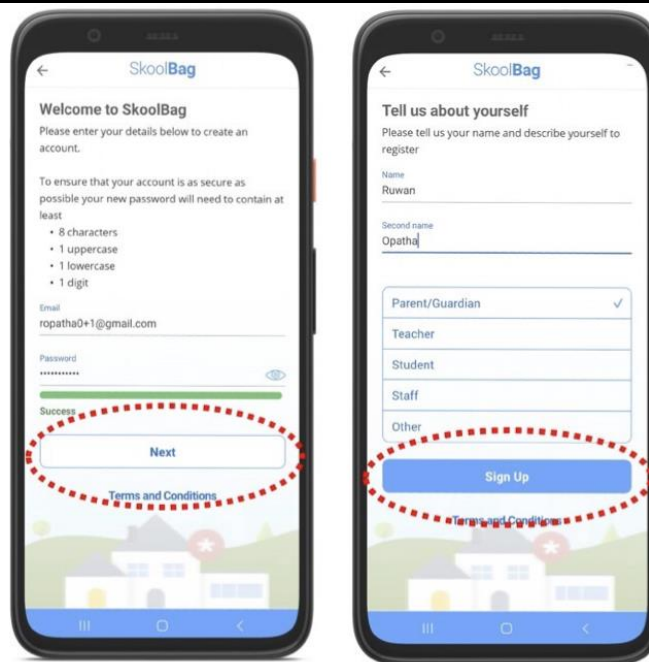 SkoolBag
Welcome to SkoolBag
Please enter your details below to create an
account.
To ensure that your account is as secure as
possible your new password will need to contain at
least
• 8 characters
• 1 uppercase
• 1 lowercase
• 1 digit
Email
ropatha0+1@gmail.com
Password
•••••••••••
Success
Next
Terms and Conditions
SkoolBag
Tell us about yourself
Please tell us your name and describe yourself to
register
Name
Ruwan
Second name
Opatha
Parent/Guardian
Teacher
Student
Staff
Other
Sign Up
Terms and Conditions